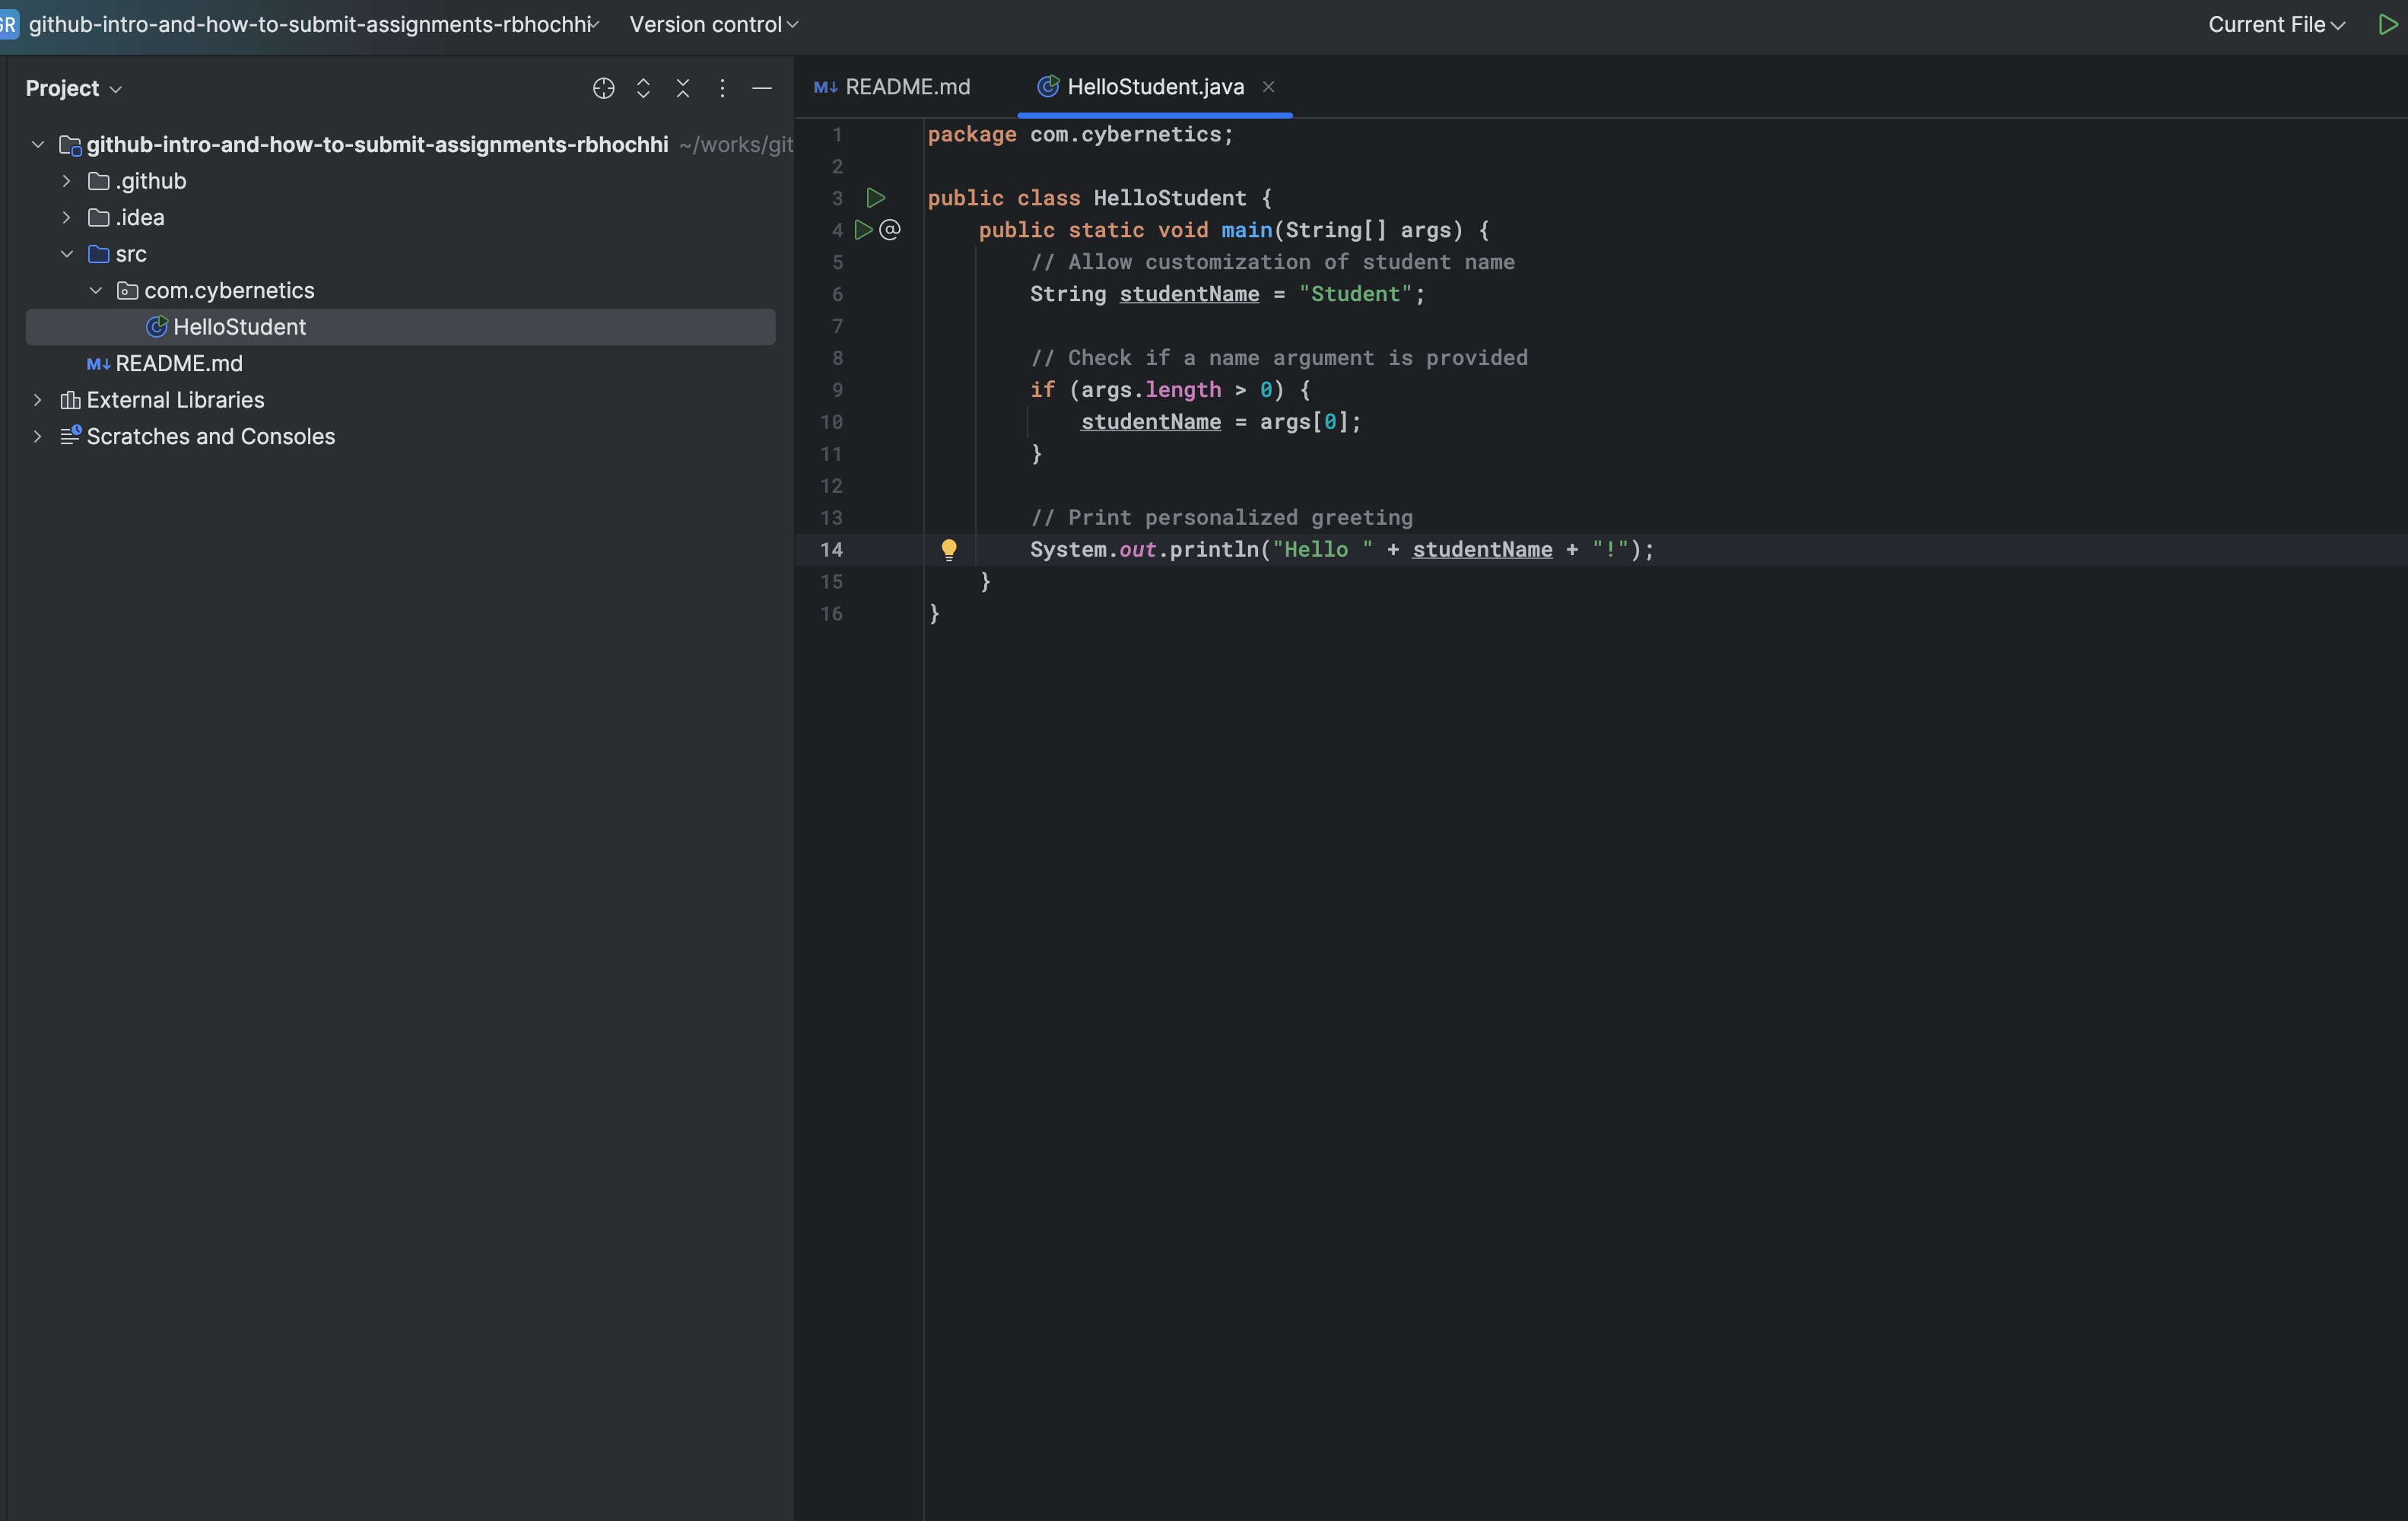 GR github-intro-and-how-to-submit-assignments-rbhochhi Version control Current File
Project
github-intro-and-how-to-submit-assignments-rbhochhi ~/works/git
.github
.idea
src
com.cybernetics
HelloStudent
README.md
External Libraries
Scratches and Consoles
README.md HelloStudent.java
1 package com.cybernetics;
2
3 public class HelloStudent {
4 @ public static void main(String[] args) {
5 // Allow customization of student name
6 String studentName = "Student";
7
8 // Check if a name argument is provided
9 if (args.length > 0) {
10 studentName = args[0];
11 }
12
13 // Print personalized greeting
14 System.out.println("Hello " + studentName + "!");
15 }
16 }